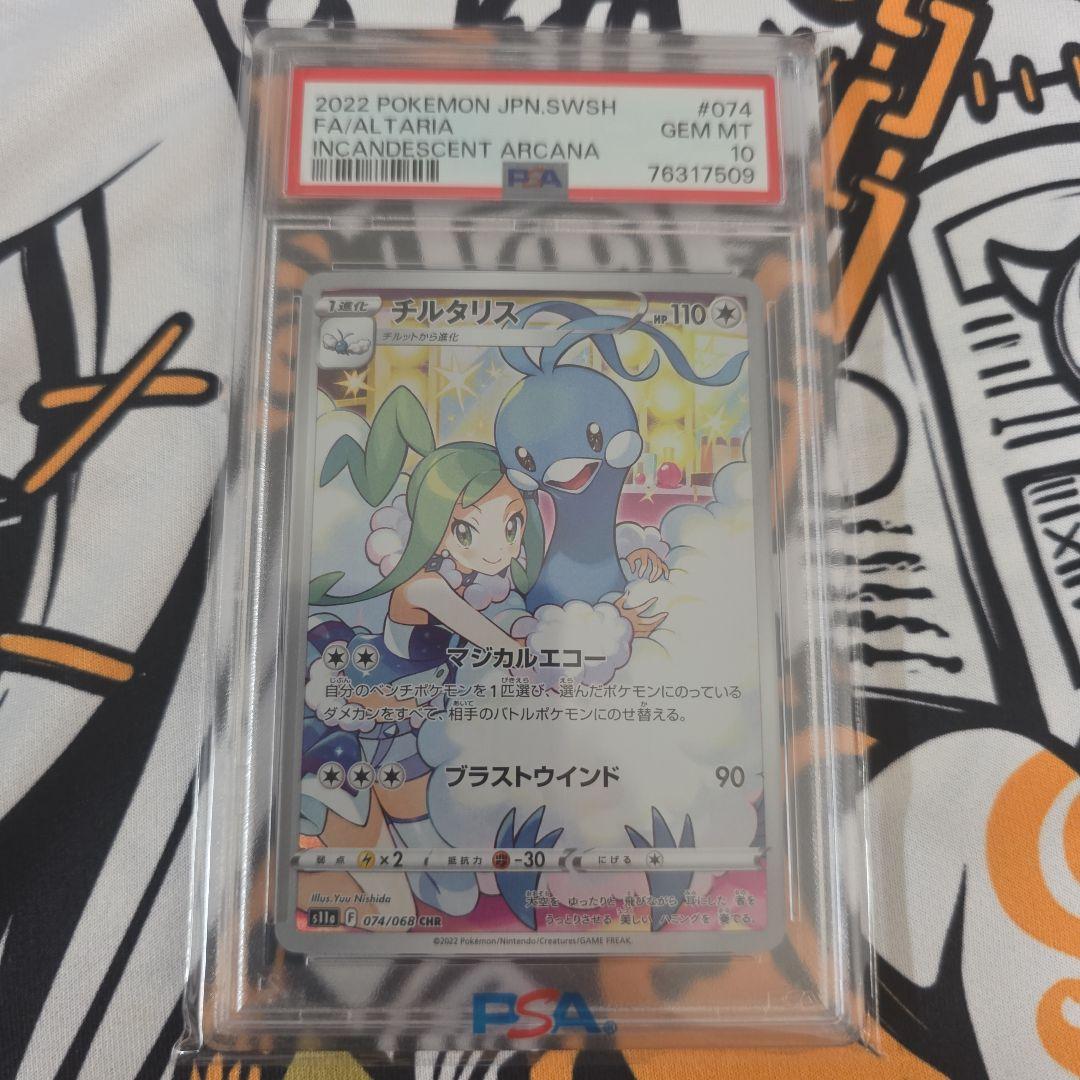 2022 POKEMON JPN.SWSH #074
FA/ALTARIA GEM MT
INCANDESCENT ARCANA 10
PSA 76317509
1進化 チルタリス HP 110
チルットから進化
マジカルエコー
自分のベンチポケモンを1匹選び、選んだポケモンにのっている
ダメカンをすべて、相手のバトルポケモンにのせ替える。
ブラストウインド 90
弱点 ×2 抵抗力 -30 にげる
Illus. Yuu Nishida
大空を ゆったりと 飛びながら 耳にした 者を
うっとりさせる 美しい ハミングを 奏でる。
s11a F 074/068 CHR
©2022 Pokémon/Nintendo/Creatures/GAME FREAK.
PSA